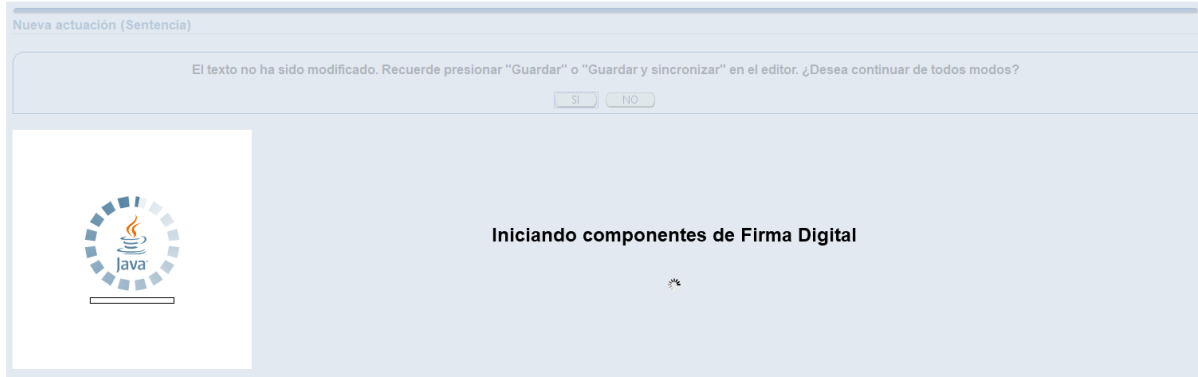 Nueva actuación (Sentencia)
El texto no ha sido modificado. Recuerde presionar "Guardar" o "Guardar y sincronizar" en el editor. ¿Desea continuar de todos modos?
SI NO
Iniciando componentes de Firma Digital
Java